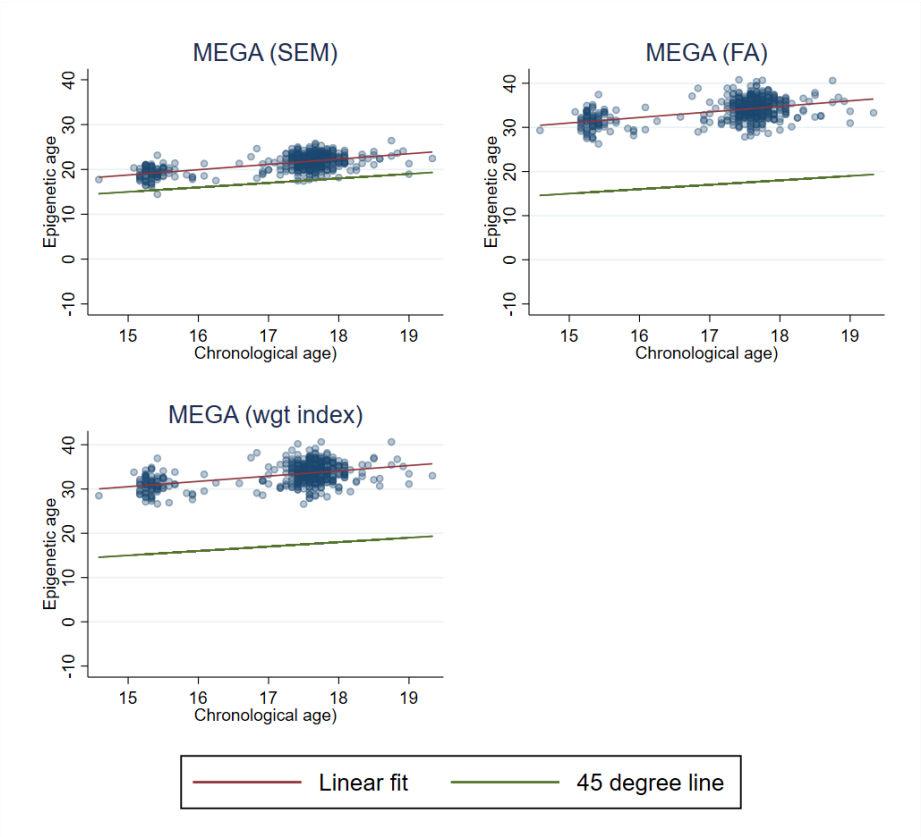 MEGA (SEM)
Epigenetic age
40
30
20
10
0
-10
15 16 17 18 19
Chronological age)
MEGA (FA)
Epigenetic age
40
30
20
10
0
-10
15 16 17 18 19
Chronological age)
MEGA (wgt index)
Epigenetic age
40
30
20
10
0
-10
15 16 17 18 19
Chronological age)
Linear fit 45 degree line